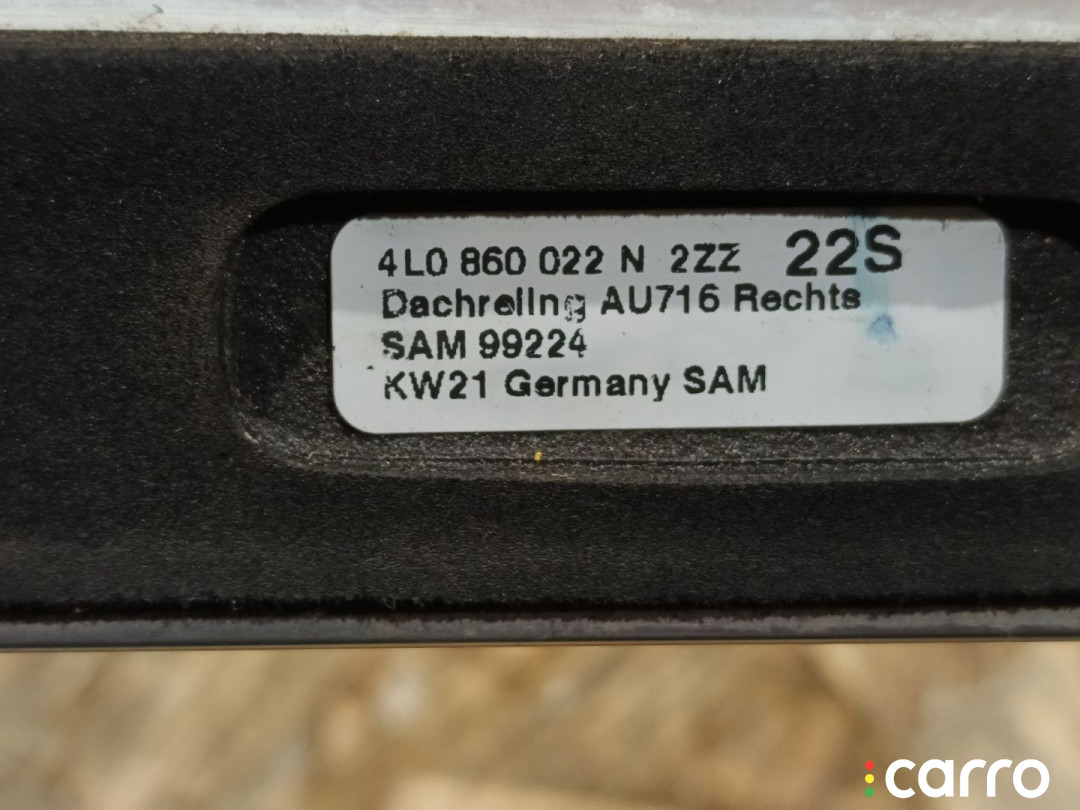 4L0 860 022 N 2ZZ 22S
Dachreling AU716 Rechts
SAM 99224
KW21 Germany SAM
carro